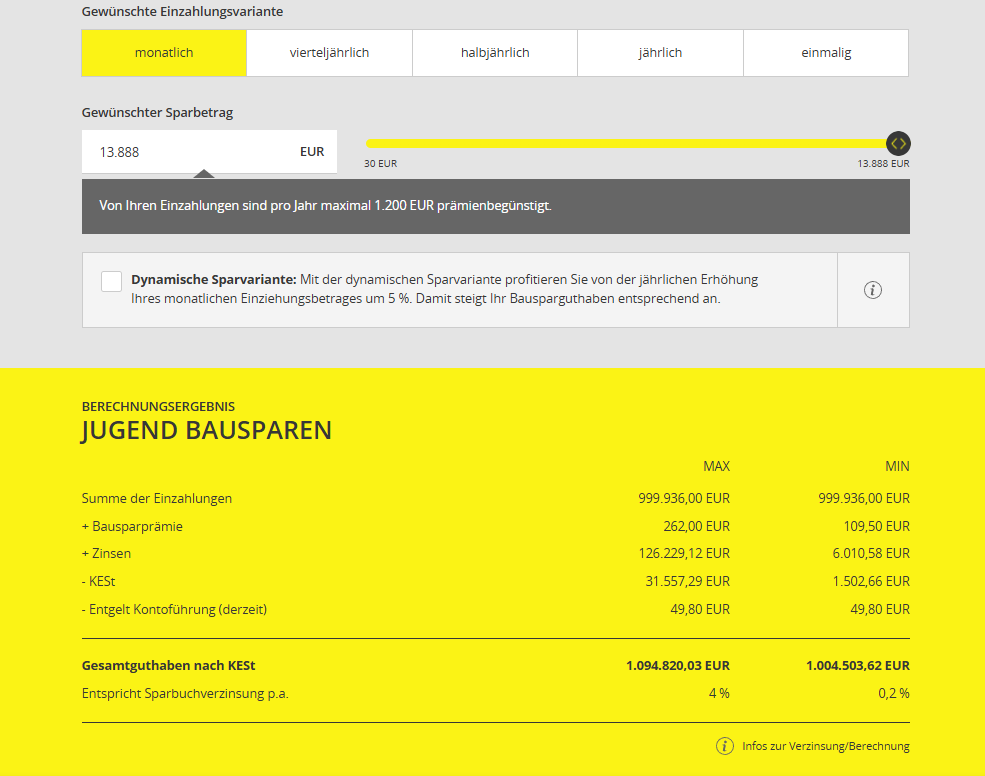 Gewünschte Einzahlungsvariante
monatlich vierteljährlich halbjährlich jährlich einmalig
Gewünschter Sparbetrag
13.888 EUR
30 EUR 13.888 EUR
Von Ihren Einzahlungen sind pro Jahr maximal 1.200 EUR prämienbegünstigt.
Dynamische Sparvariante: Mit der dynamischen Sparvariante profitieren Sie von der jährlichen Erhöhung
Ihres monatlichen Einziehungsbetrages um 5 %. Damit steigt Ihr Bausparguthaben entsprechend an.
BERECHNUNGSERGEBNIS
JUGEND BAUSPAREN
MAX MIN
Summe der Einzahlungen 999.936,00 EUR 999.936,00 EUR
+ Bausparprämie 262,00 EUR 109,50 EUR
+ Zinsen 126.229,12 EUR 6.010,58 EUR
- KESt 31.557,29 EUR 1.502,66 EUR
- Entgelt Kontoführung (derzeit) 49,80 EUR 49,80 EUR
Gesamtguthaben nach KESt 1.094.820,03 EUR 1.004.503,62 EUR
Entspricht Sparbuchverzinsung p.a. 4 % 0,2 %
i Infos zur Verzinsung/Berechnung